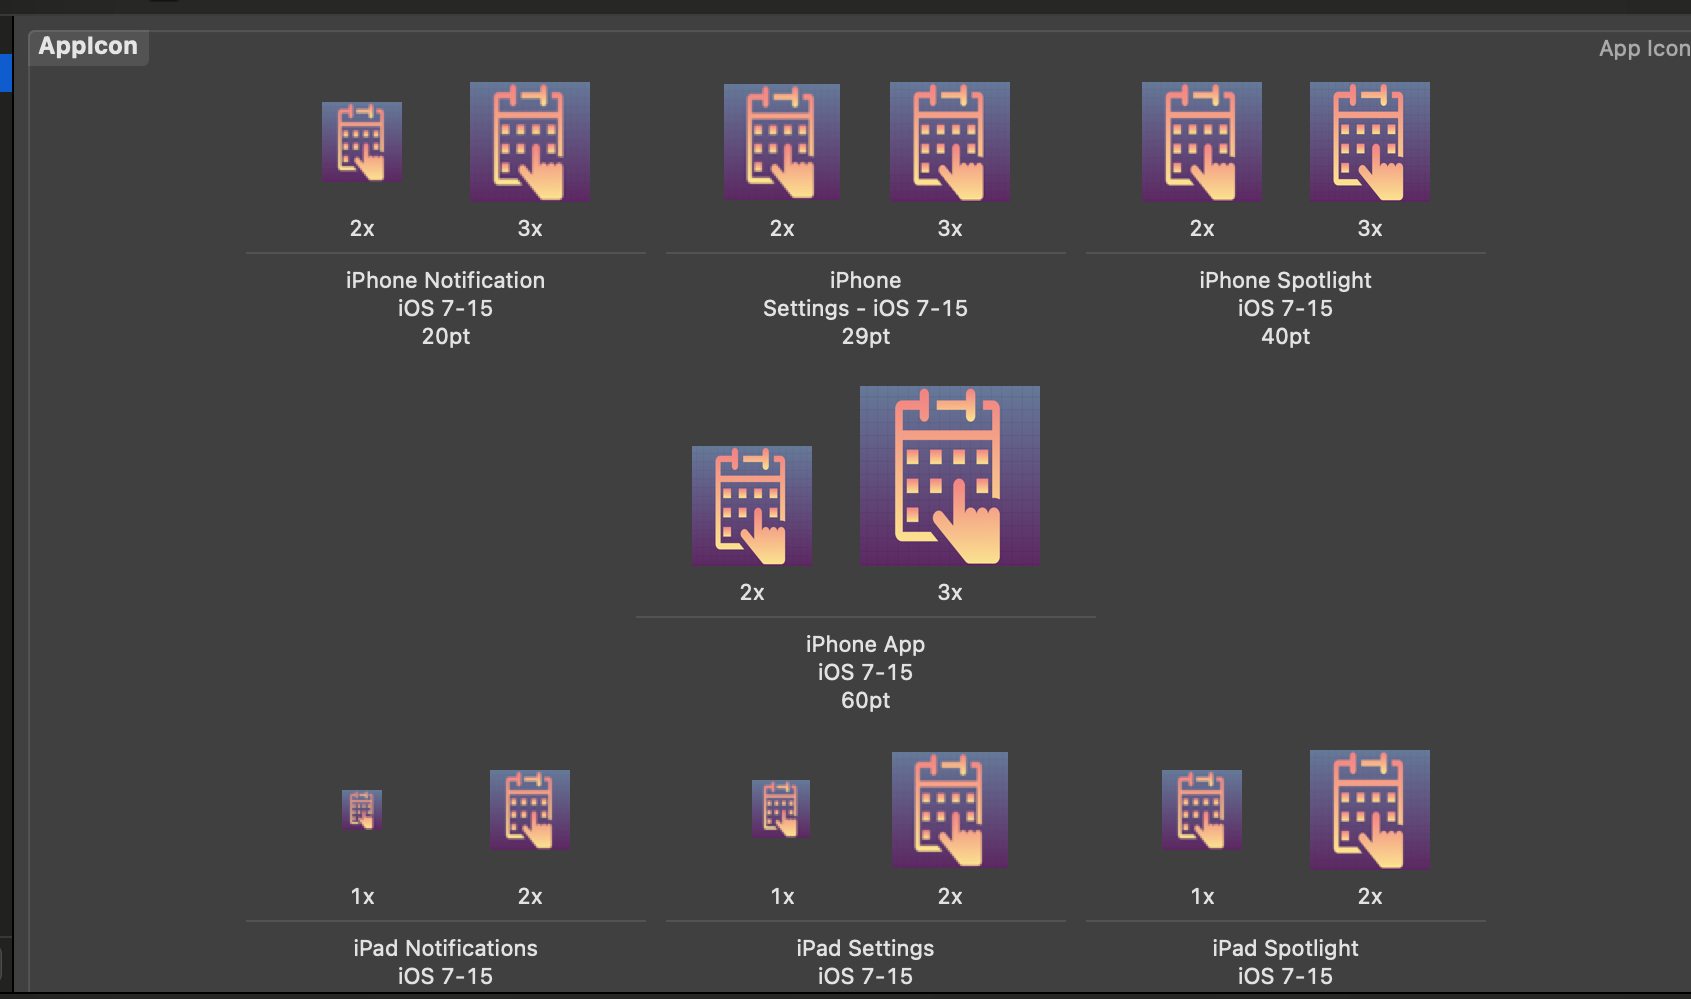 AppIcon
App Icon
2x 3x 2x 3x 2x 3x
iPhone Notification
iOS 7-15
20pt
iPhone
Settings - iOS 7-15
29pt
iPhone Spotlight
iOS 7-15
40pt
2x 3x
iPhone App
iOS 7-15
60pt
1x 2x 1x 2x 1x 2x
iPad Notifications
iOS 7-15
iPad Settings
iOS 7-15
iPad Spotlight
iOS 7-15